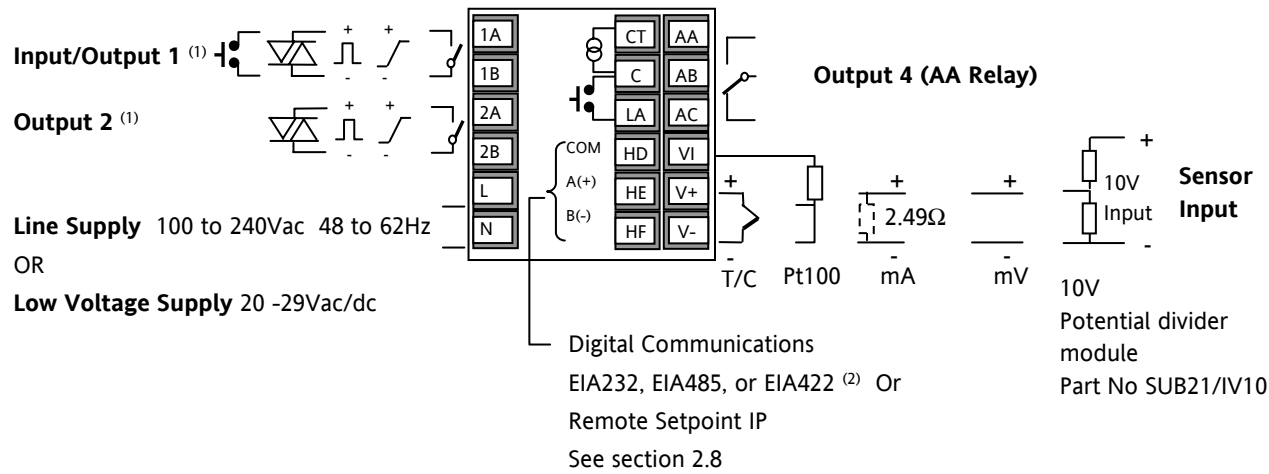 Input/Output 1 (1) + + - -
Output 2 (1) + + - -
Line Supply 100 to 240Vac 48 to 62Hz
OR
Low Voltage Supply 20 -29Vac/dc
1A
1B
2A
2B
L
N
CT AA
C AB
LA AC
COM HD VI
A(+) HE V+
B(-) HF V-
Output 4 (AA Relay)
+ + + +
2.49Ω
10V
Input
Sensor
Input
- - - -
T/C Pt100 mA mV
10V
Potential divider
module
Part No SUB21/IV10
Digital Communications
EIA232, EIA485, or EIA422 (2) Or
Remote Setpoint IP
See section 2.8